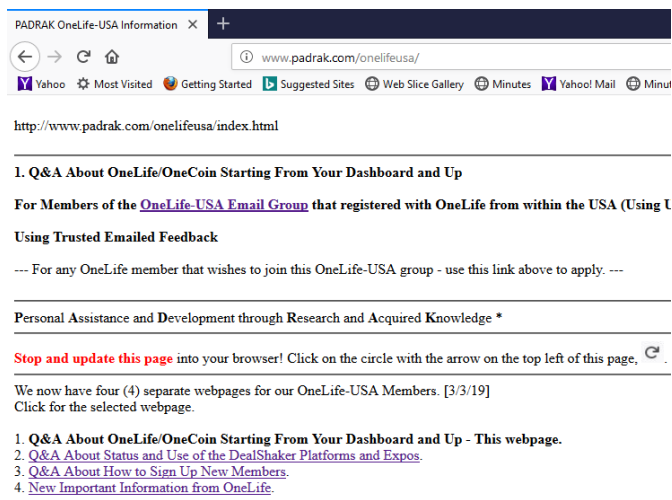 PADRAK OneLife-USA Information
www.padrak.com/onelifeusa/
Yahoo Most Visited Getting Started Suggested Sites Web Slice Gallery Minutes Yahoo! Mail
http://www.padrak.com/onelifeusa/index.html
1. Q&A About OneLife/OneCoin Starting From Your Dashboard and Up
For Members of the OneLife-USA Email Group that registered with OneLife from within the USA (Using
Using Trusted Emailed Feedback
--- For any OneLife member that wishes to join this OneLife-USA group - use this link above to apply. ---
Personal Assistance and Development through Research and Acquired Knowledge *
Stop and update this page into your browser! Click on the circle with the arrow on the top left of this page, .
We now have four (4) separate webpages for our OneLife-USA Members. [3/3/19]
Click for the selected webpage.
1. Q&A About OneLife/OneCoin Starting From Your Dashboard and Up - This webpage.
2. Q&A About Status and Use of the DealShaker Platforms and Expos.
3. Q&A About How to Sign Up New Members.
4. New Important Information from OneLife.